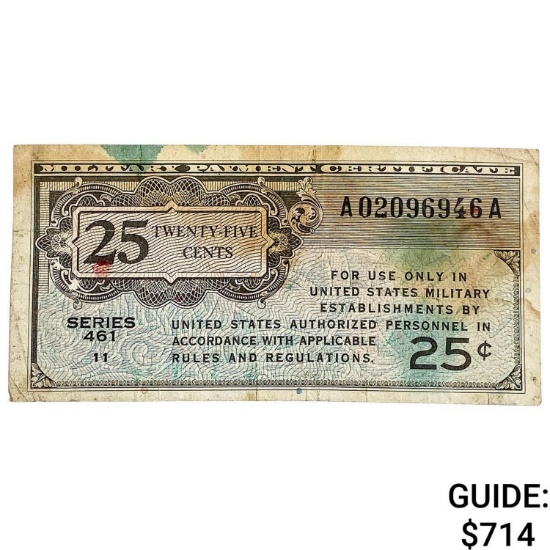 MILITARY PAYMENT CERTIFICATE
A02096946A
25 TWENTY-FIVE
CENTS
FOR USE ONLY IN
UNITED STATES MILITARY
ESTABLISHMENTS BY
UNITED STATES AUTHORIZED PERSONNEL IN
ACCORDANCE WITH APPLICABLE
RULES AND REGULATIONS.
SERIES
461
11
25¢
GUIDE:
$714